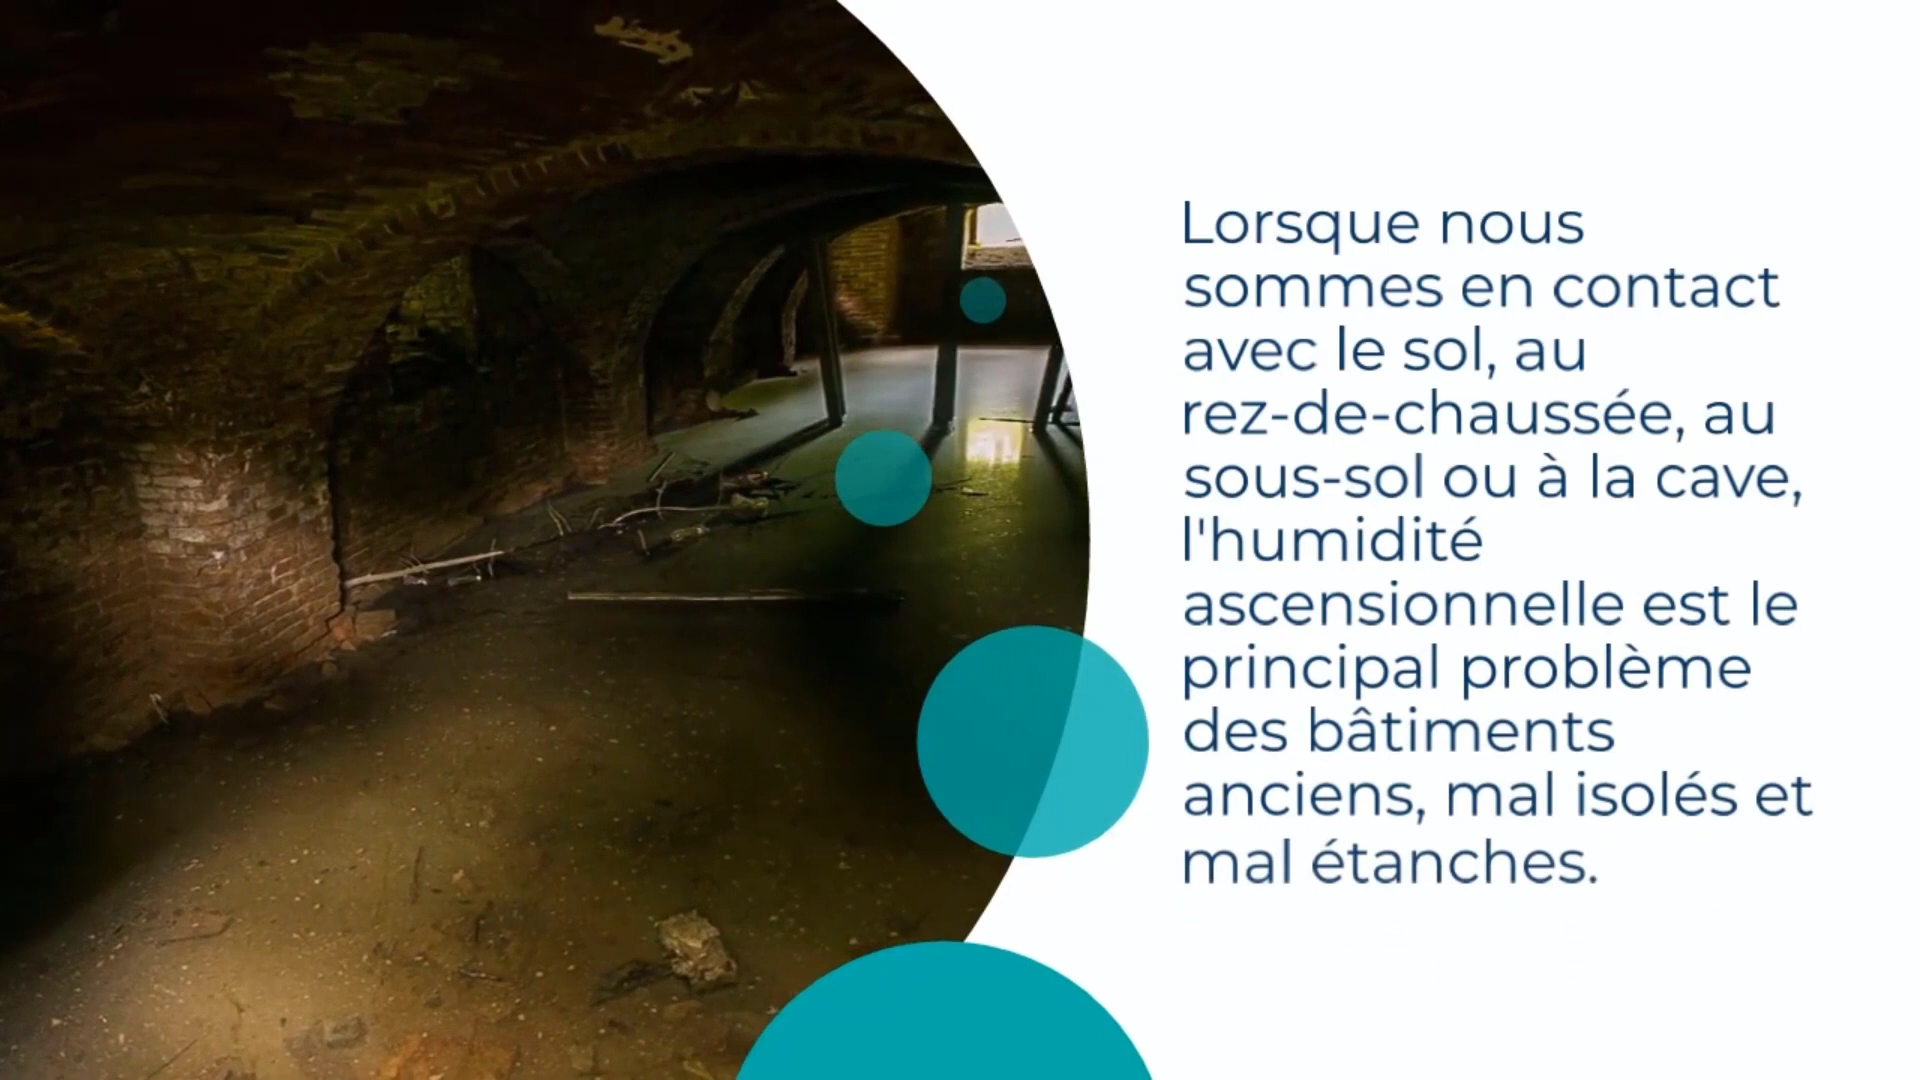 Lorsque nous
sommes en contact
avec le sol, au
rez-de-chaussée, au
sous-sol ou à la cave,
l'humidité
ascensionnelle est le
principal problème
des bâtiments
anciens, mal isolés et
mal étanches.